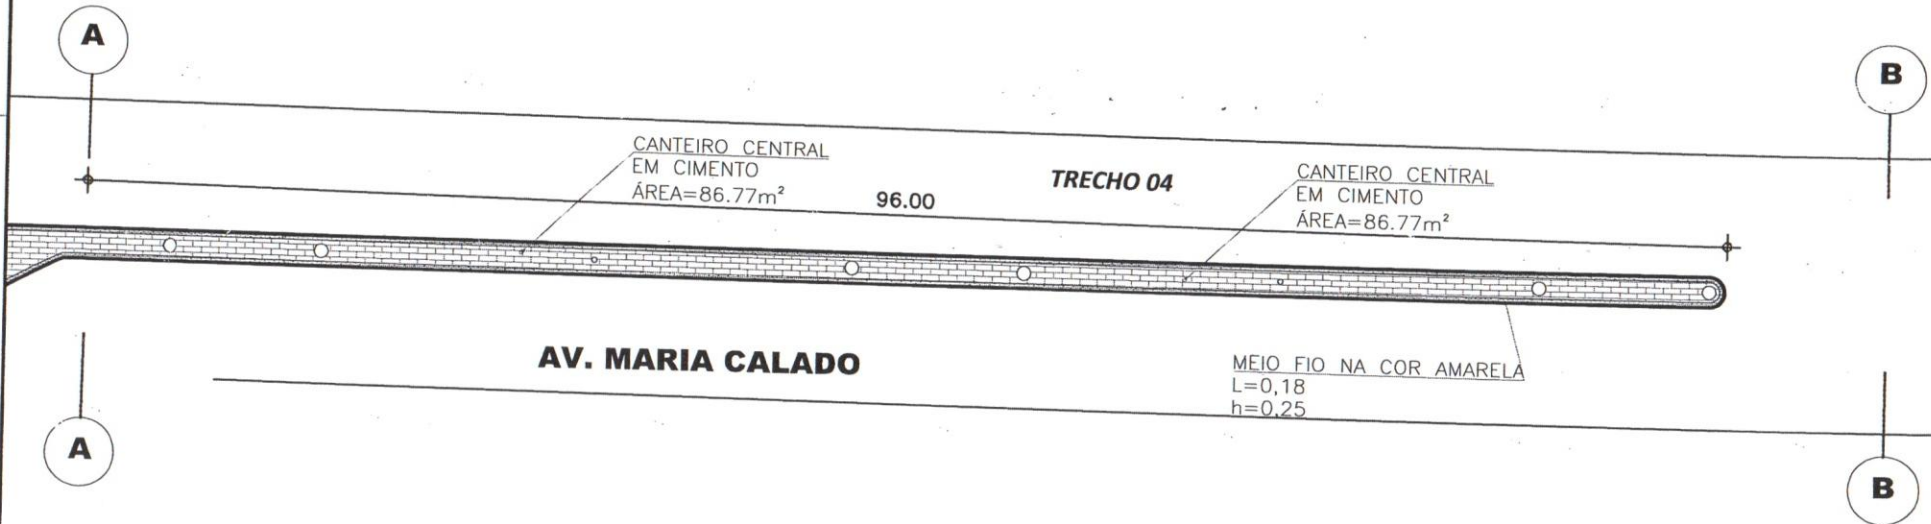 A
B
CANTEIRO CENTRAL
EM CIMENTO
ÁREA=86.77m²
96.00
TRECHO 04
CANTEIRO CENTRAL
EM CIMENTO
ÁREA=86.77m²
AV. MARIA CALADO
MEIO FIO NA COR AMARELA
L=0,18
h=0,25
A
B